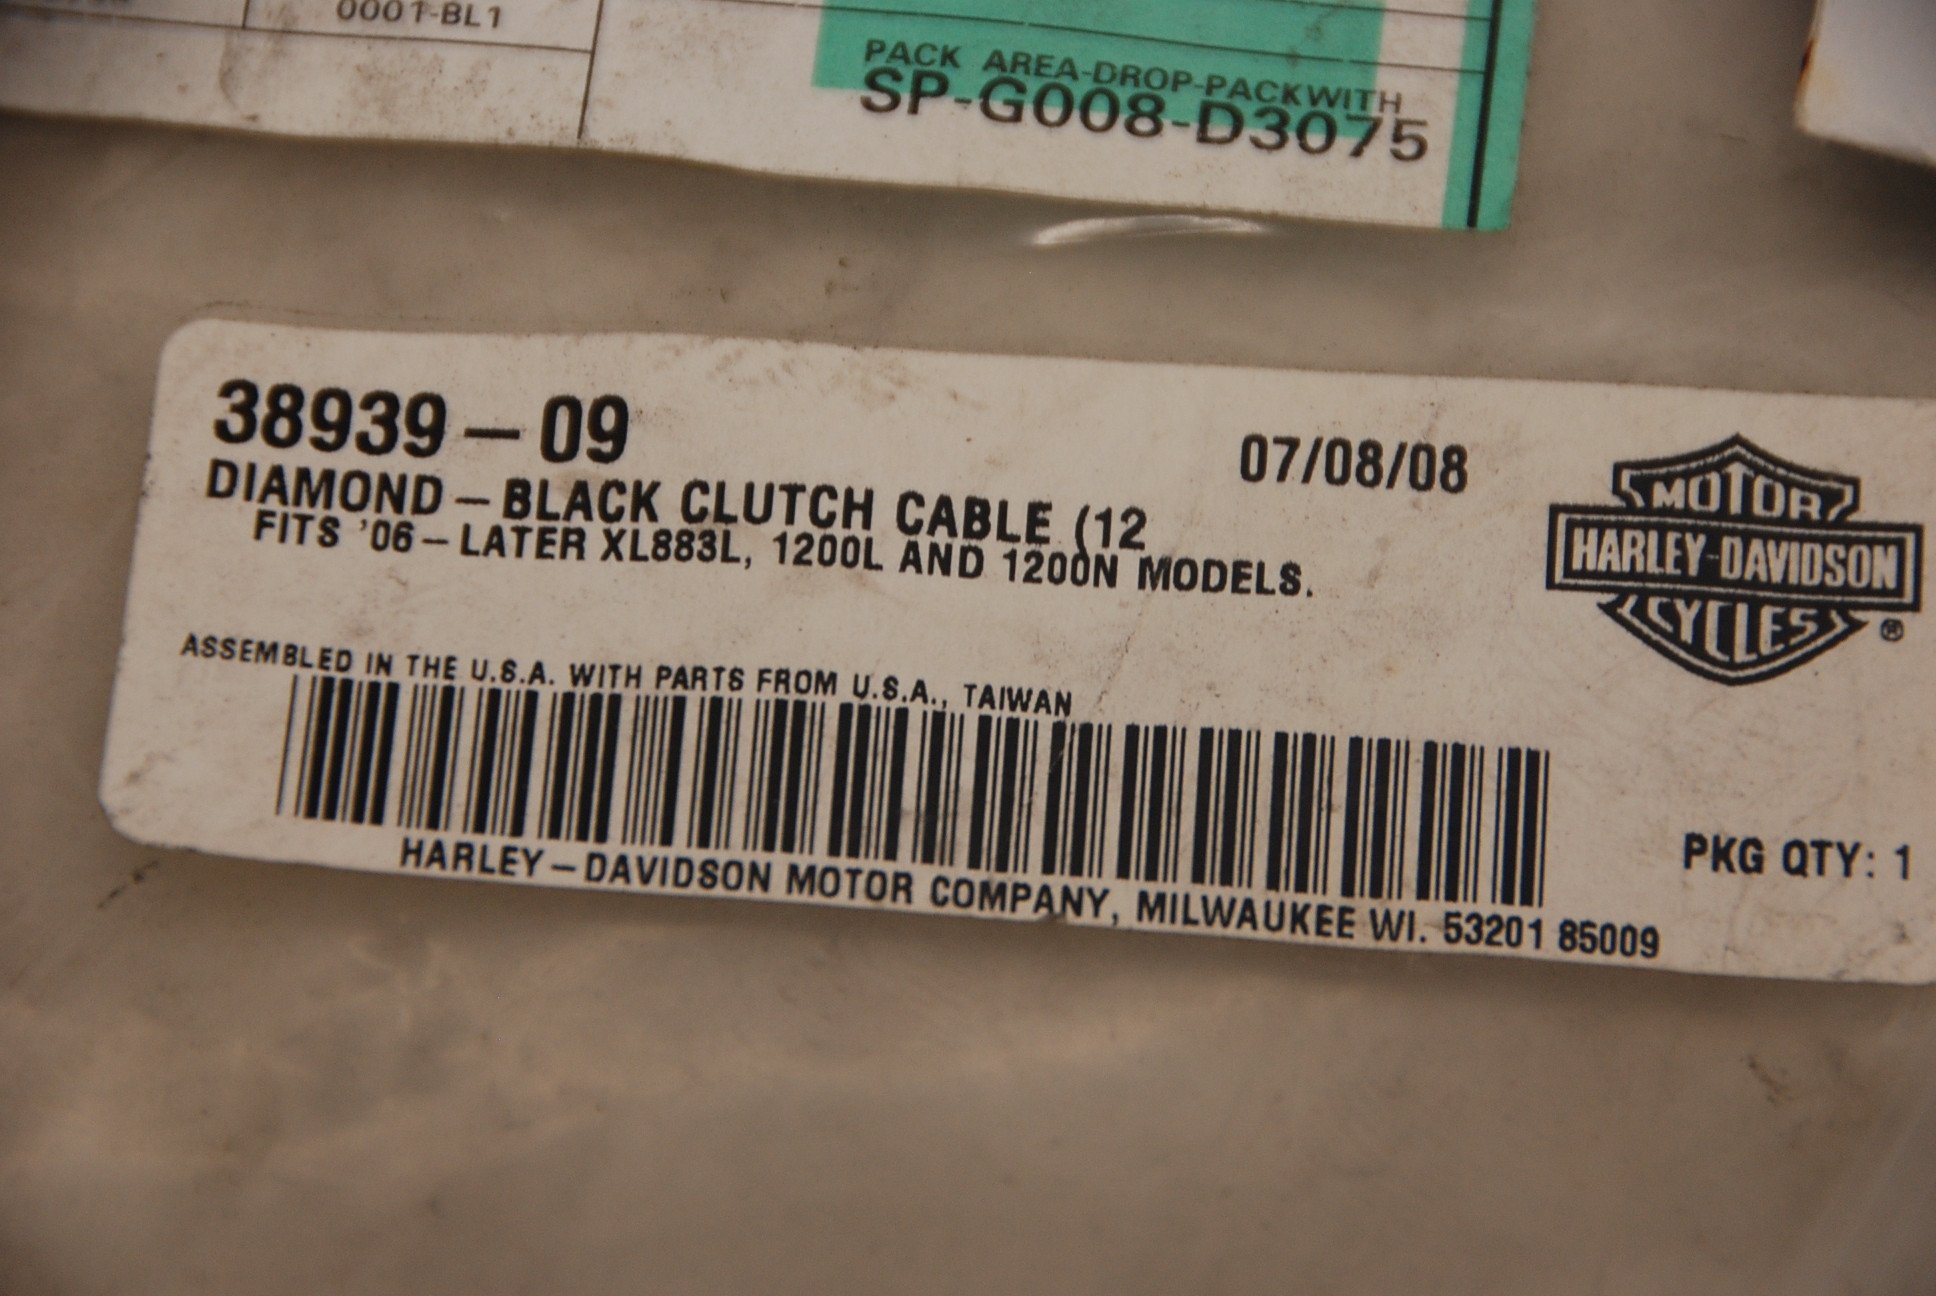 0001-BL1
PACK AREA-DROP-PACKWITH
SP-G008-D3075
38939-09
07/08/08
DIAMOND-BLACK CLUTCH CABLE (12
FITS '06-LATER XL883L, 1200L AND 1200N MODELS.
MOTOR
HARLEY-DAVIDSON
CYCLES
®
ASSEMBLED IN THE U.S.A. WITH PARTS FROM U.S.A., TAIWAN
PKG QTY: 1
HARLEY-DAVIDSON MOTOR COMPANY, MILWAUKEE WI. 53201 85009